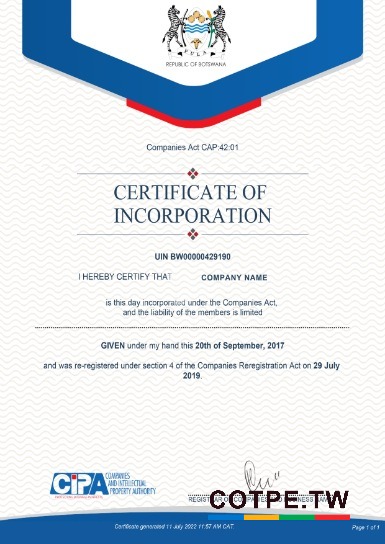 PULA
REPUBLIC OF BOTSWANA
Companies Act CAP:42:01
CERTIFICATE OF
INCORPORATION
UIN BW00000429190
I HEREBY CERTIFY THAT COMPANY NAME
is this day incorporated under the Companies Act,
and the liability of the members is limited
GIVEN under my hand this 20th of September, 2017
and was re-registered under section 4 of the Companies Reregistration Act on 29 July
2019.
CIPA COMPANIES
AND INTELLECTUAL
PROPERTY AUTHORITY
REGISTRAR OF COMPANIES AND BUSINESS NAMES
COTPE.TW
Certificate generated 11 July 2022 11:57 AM CAT.
Page 1 of 1